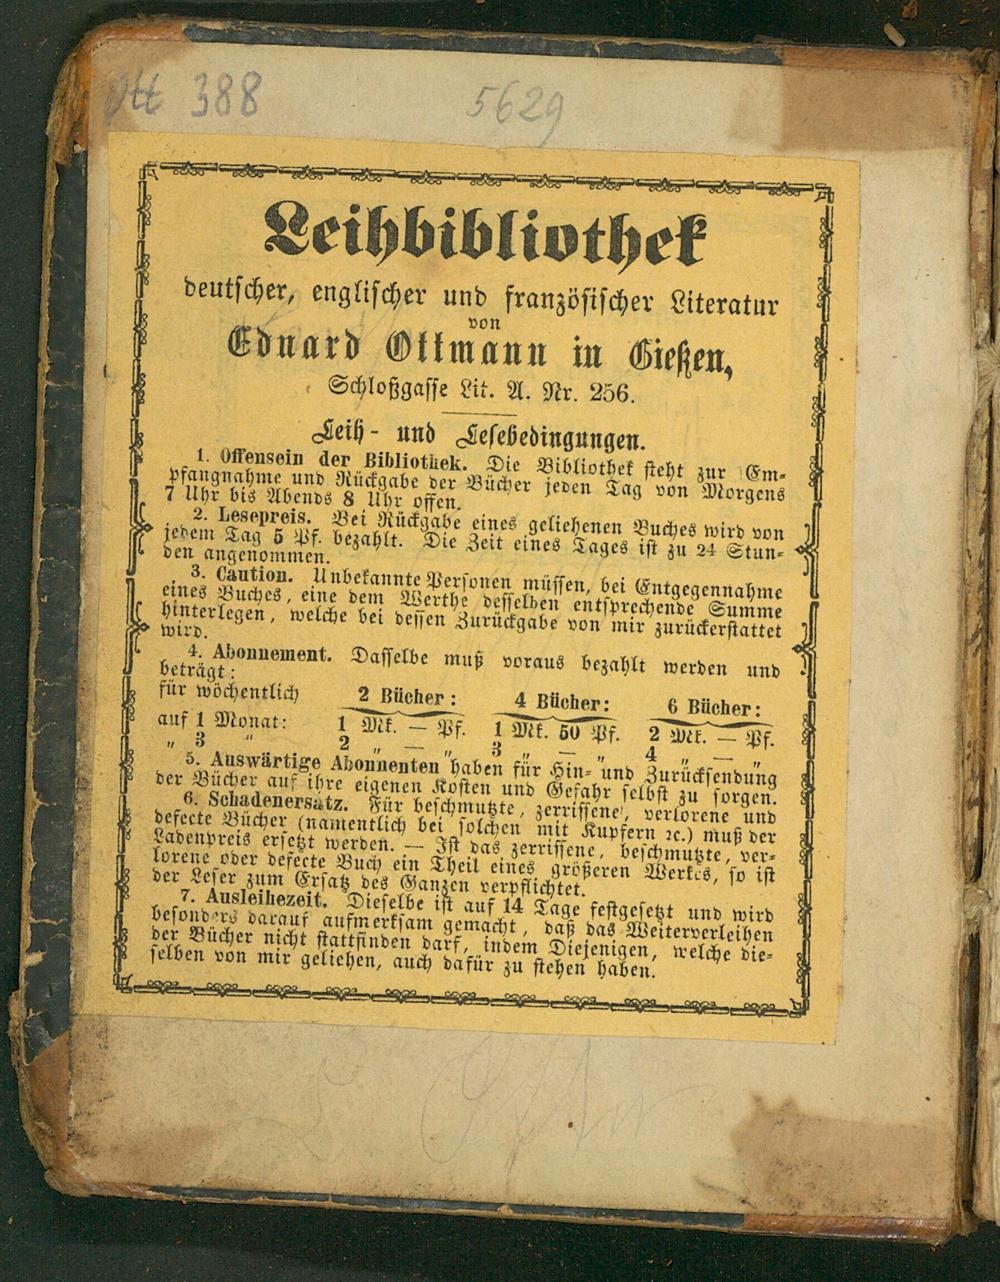 Ott 388
5629
Leihbibliothek
deutscher, englischer und französischer Literatur
von
Eduard Ottmann in Gießen,
Schloßgasse Lit. A. Nr. 256.
Leih- und Lesebedingungen.
1. Offensein der Bibliothek. Die Bibliothek steht zur Em-
pfangnahme und Rückgabe der Bücher jeden Tag von Morgens
7 Uhr bis Abends 8 Uhr offen.
2. Lesepreis. Bei Rückgabe eines geliehenen Buches wird von
jedem Tag 5 Pf. bezahlt. Die Zeit eines Tages ist zu 24 Stun-
den angenommen.
3. Caution. Unbekannte Personen müssen, bei Entgegennahme
eines Buches, eine dem Werthe desselben entsprechende Summe
hinterlegen, welche bei dessen Zurückgabe von mir zurückerstattet
wird.
4. Abonnement. Dasselbe muß voraus bezahlt werden und
beträgt:
für wöchentlich 2 Bücher: 4 Bücher: 6 Bücher:
auf 1 Monat: 1 Mk. — Pf. 1 Mk. 50 Pf. 2 Mk. — Pf.
„ 3 „ 2 „ — „ 3 „ — „ 4 „ — „
5. Auswärtige Abonnenten haben für Hin- und Zurücksendung
der Bücher auf ihre eigenen Kosten und Gefahr selbst zu sorgen.
6. Schadenersatz. Für beschmutzte, zerrissene, verlorene und
defecte Bücher (namentlich bei solchen mit Kupfern ꝛc.) muß der
Ladenpreis ersetzt werden. — Ist das zerrissene, beschmutzte, ver-
lorene oder defecte Buch ein Theil eines größeren Werkes, so ist
der Leser zum Ersatz des Ganzen verpflichtet.
7. Ausleihezeit. Dieselbe ist auf 14 Tage festgesetzt und wird
besonders darauf aufmerksam gemacht, daß das Weiterverleihen
der Bücher nicht stattfinden darf, indem Diejenigen, welche die-
selben von mir geliehen, auch dafür zu stehen haben.